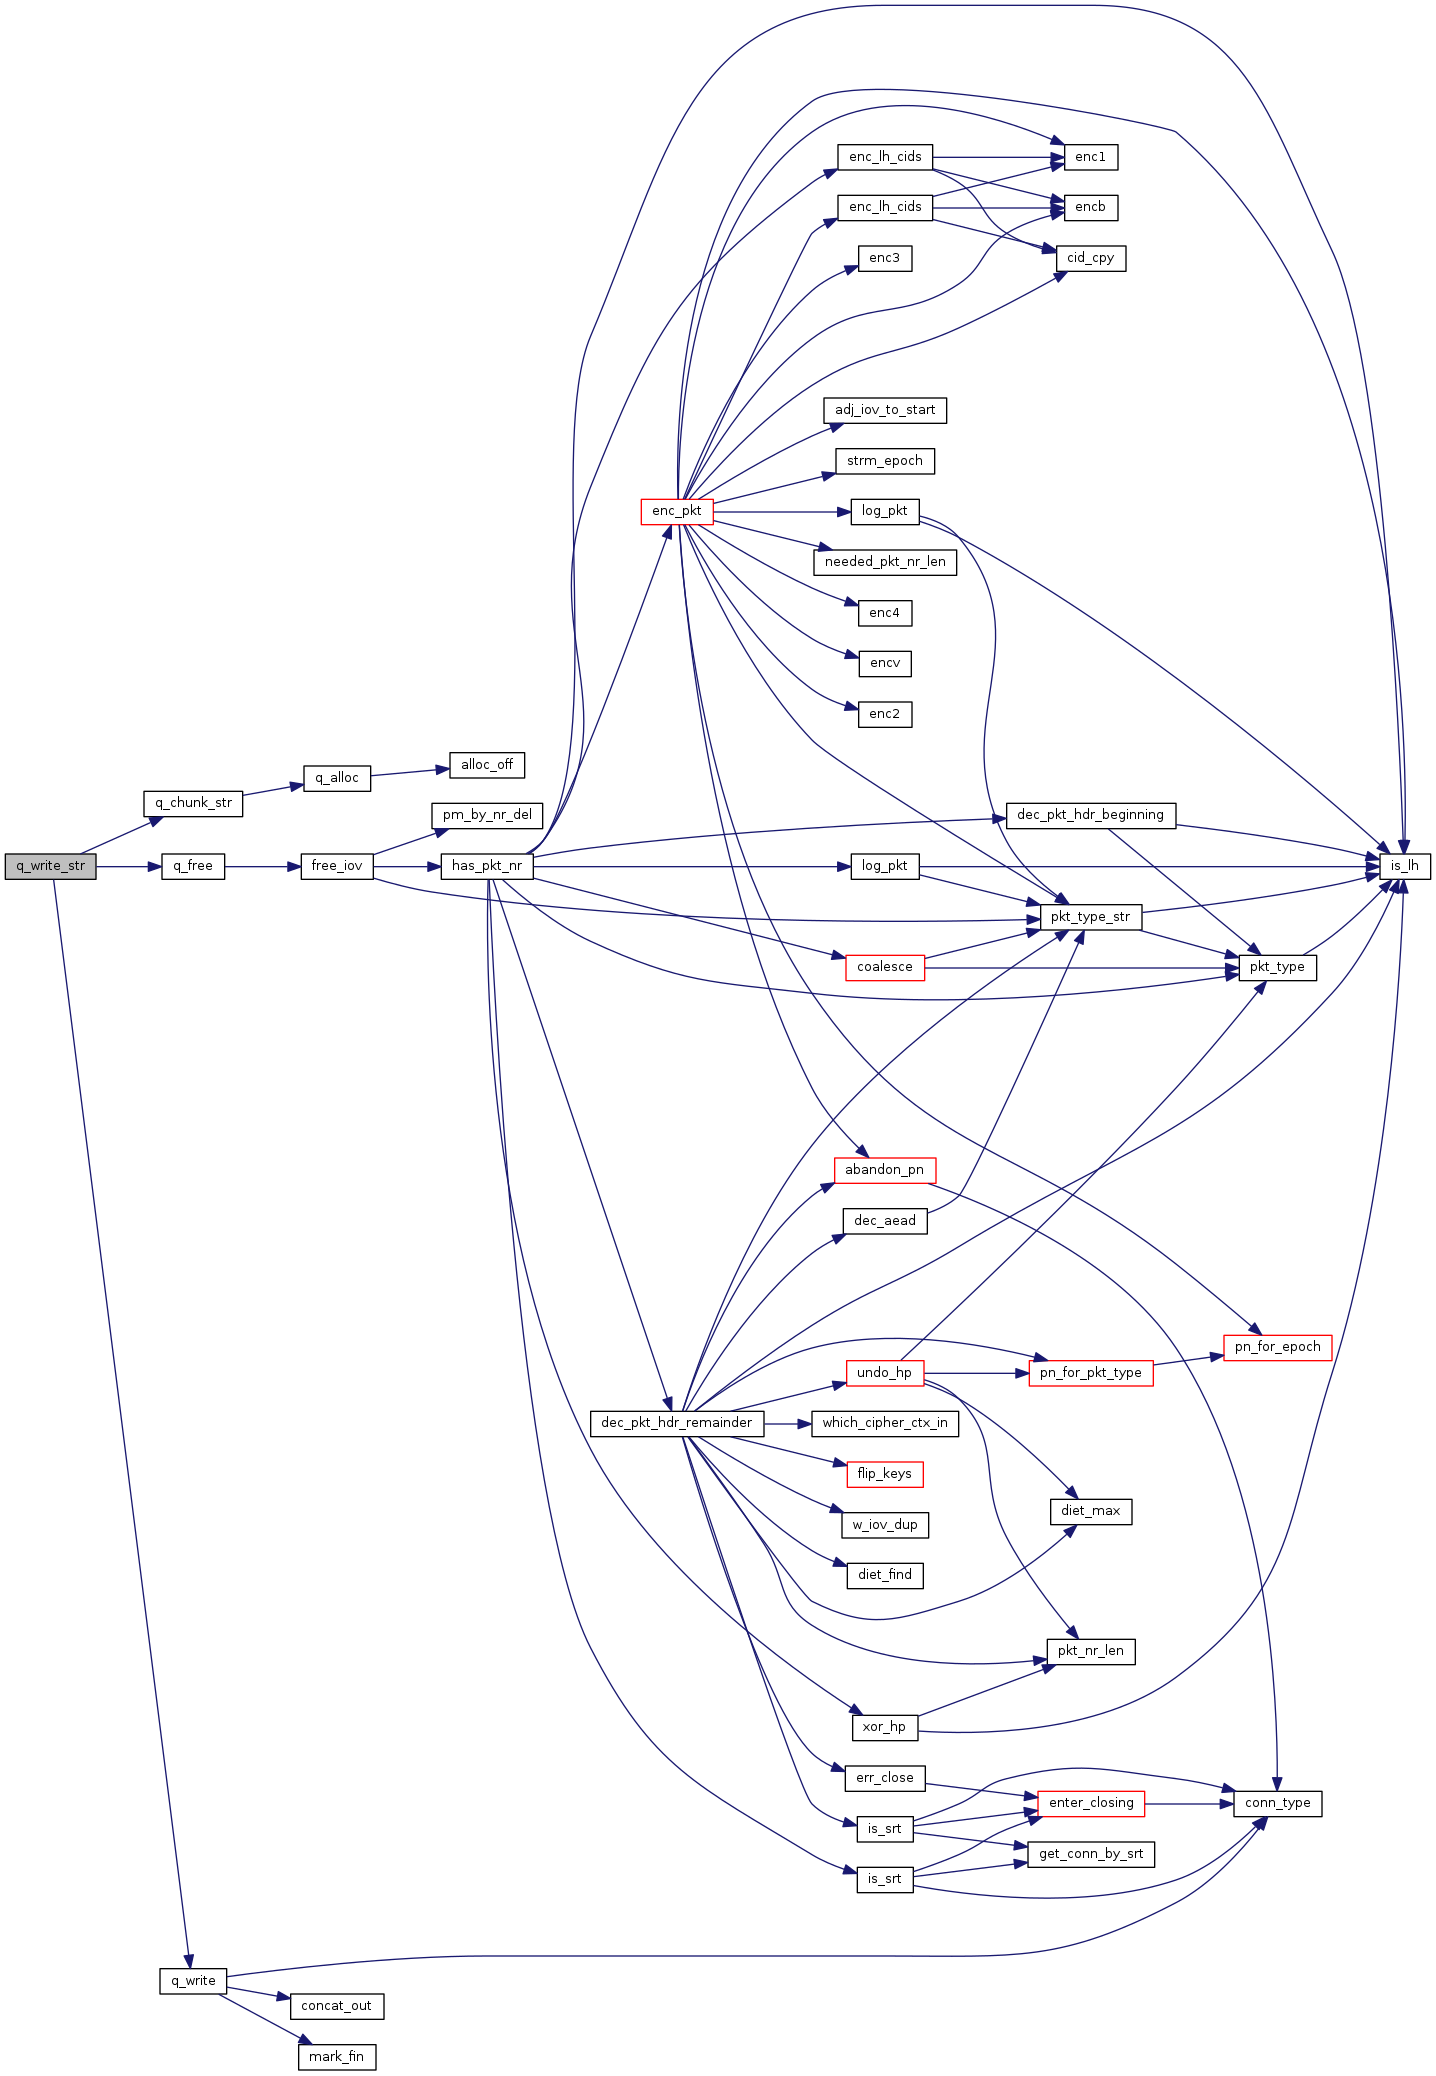 enc_lh_cids
enc1
enc_lh_cids
encb
enc3
cid_cpy
adj_iov_to_start
strm_epoch
enc_pkt
log_pkt
needed_pkt_nr_len
enc4
encv
enc2
alloc_off
q_alloc
q_chunk_str
pm_by_nr_del
dec_pkt_hdr_beginning
q_write_str
q_free
free_iov
has_pkt_nr
log_pkt
is_lh
pkt_type_str
coalesce
pkt_type
abandon_pn
dec_aead
pn_for_epoch
undo_hp
pn_for_pkt_type
dec_pkt_hdr_remainder
which_cipher_ctx_in
flip_keys
diet_max
w_iov_dup
diet_find
pkt_nr_len
xor_hp
err_close
enter_closing
conn_type
is_srt
get_conn_by_srt
is_srt
q_write
concat_out
mark_fin